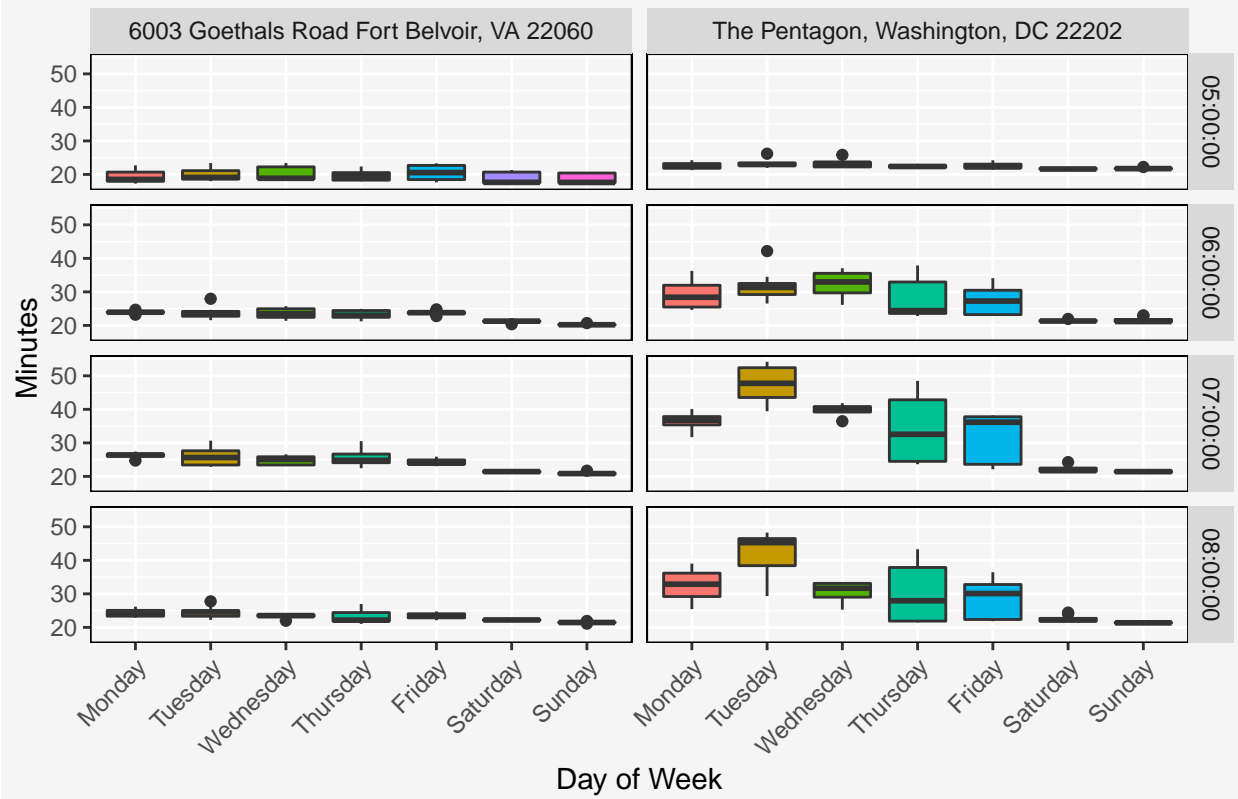 6003 Goethals Road Fort Belvoir, VA 22060
The Pentagon, Washington, DC 22202
50
40
30
20
05:00:00
50
40
30
20
06:00:00
50
40
30
20
07:00:00
50
40
30
20
08:00:00
Minutes
Monday
Tuesday
Wednesday
Thursday
Friday
Saturday
Sunday
Monday
Tuesday
Wednesday
Thursday
Friday
Saturday
Sunday
Day of Week